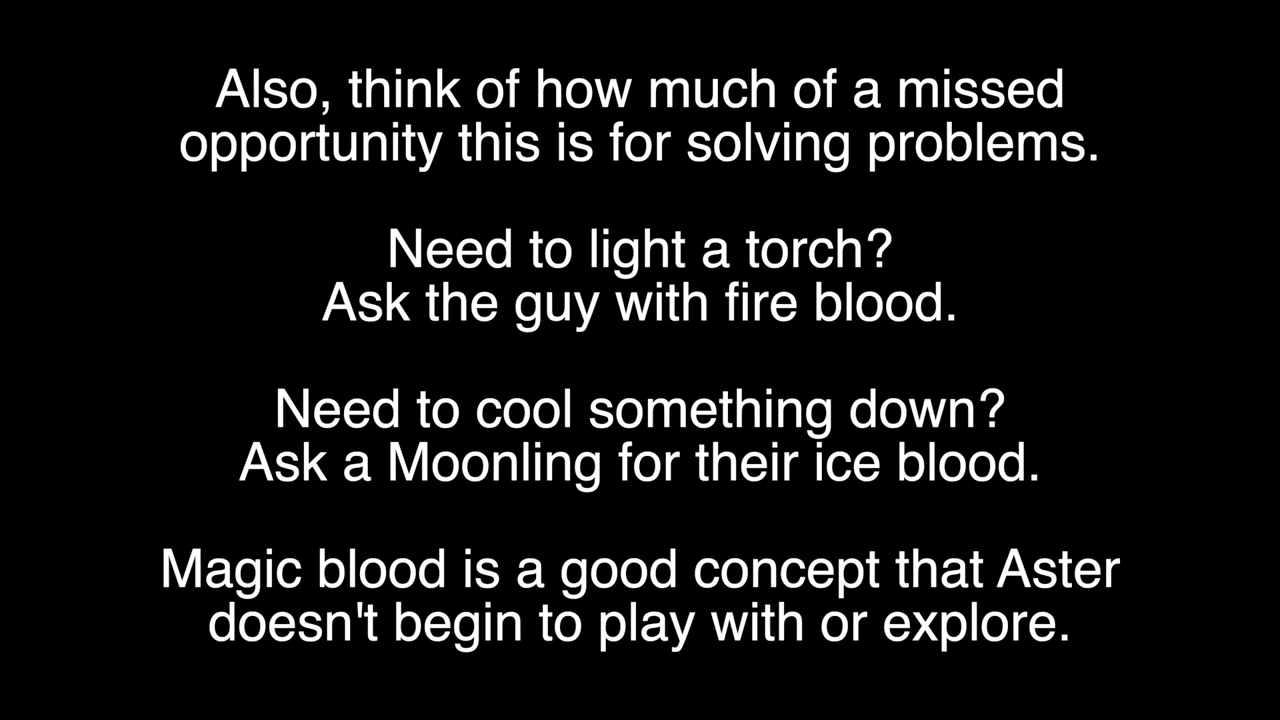 Also, think of how much of a missed
opportunity this is for solving problems.
Need to light a torch?
Ask the guy with fire blood.
Need to cool something down?
Ask a Moonling for their ice blood.
Magic blood is a good concept that Aster
doesn't begin to play with or explore.